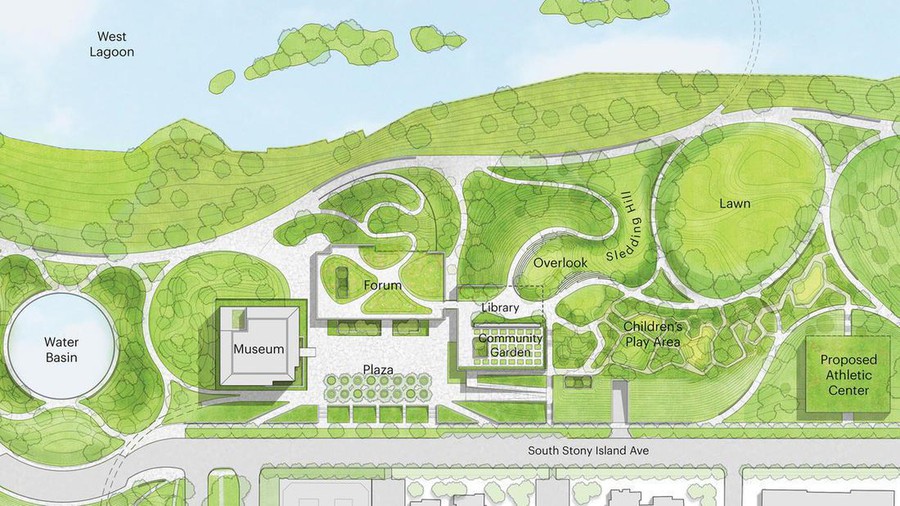 West
Lagoon
Lawn
Sledding Hill
Overlook
Forum
Library
Children's
Play Area
Community
Garden
Water
Basin
Museum
Plaza
Proposed
Athletic
Center
South Stony Island Ave